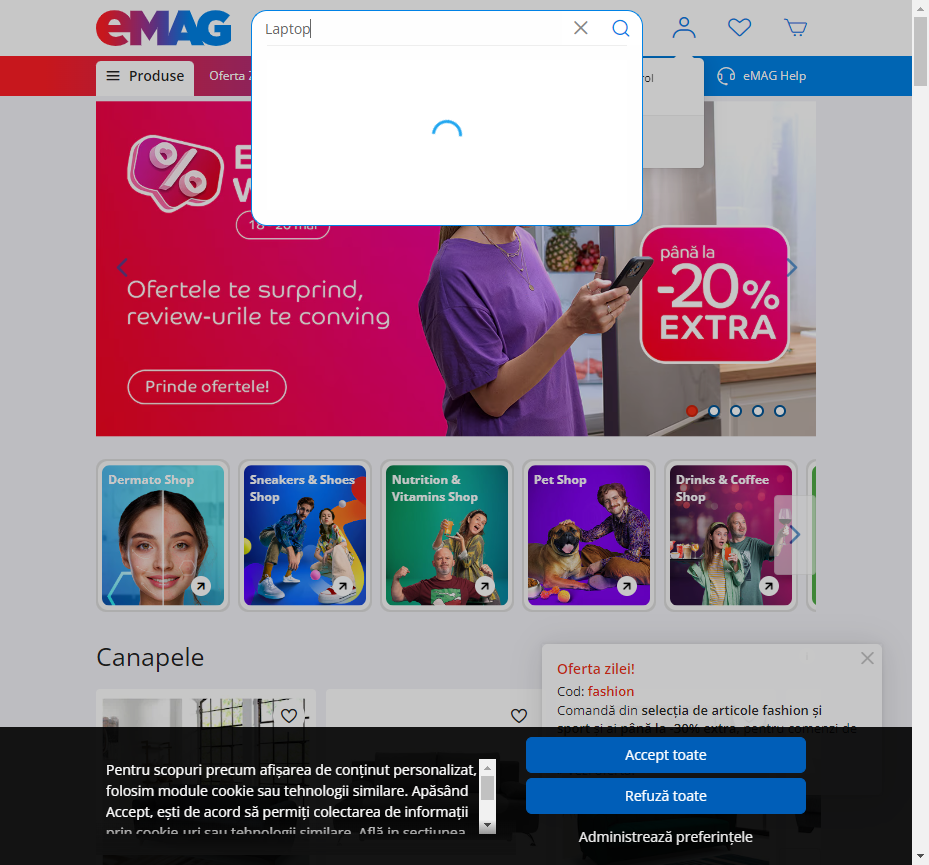 eMAG
Laptop
Produse
Oferta
eMAG Help
18 - 20 mai
Ofertele te surprind,
review-urile te conving
Prinde ofertele!
până la
-20%
EXTRA
Dermato Shop
Sneakers & Shoes
Shop
Nutrition &
Vitamins Shop
Pet Shop
Drinks & Coffee
Shop
Canapele
Oferta zilei!
Cod: fashion
Comandă din selecția de articole fashion și
sport și ai până la -30% extra, pentru comenzi de
Pentru scopuri precum afișarea de conținut personalizat,
folosim module cookie sau tehnologii similare. Apăsând
Accept, ești de acord să permiți colectarea de informații
prin cookie-uri sau tehnologii similare. Află in sectiunea
Accept toate
Refuză toate
Administrează preferințele